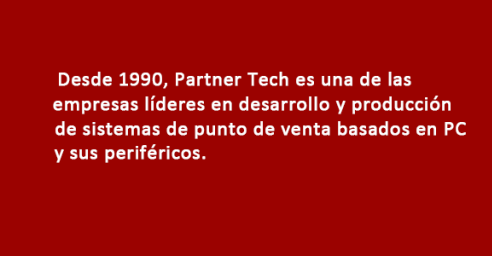 Desde 1990, Partner Tech es una de las
empresas líderes en desarrollo y producción
de sistemas de punto de venta basados en PC
y sus periféricos.